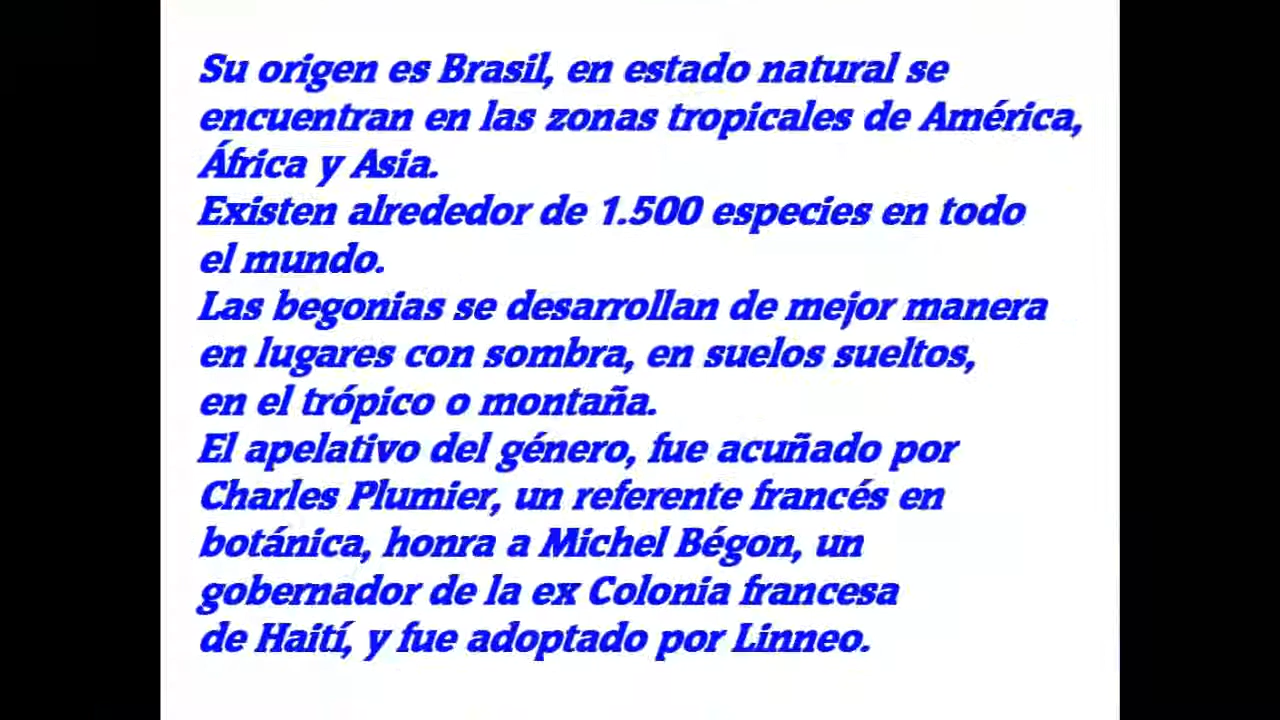 Su origen es Brasil, en estado natural se
encuentran en las zonas tropicales de América,
África y Asia.
Existen alrededor de 1.500 especies en todo
el mundo.
Las begonias se desarrollan de mejor manera
en lugares con sombra, en suelos sueltos,
en el trópico o montaña.
El apelativo del género, fue acuñado por
Charles Plumier, un referente francés en
botánica, honra a Michel Bégon, un
gobernador de la ex Colonia francesa
de Haití, y fue adoptado por Linneo.